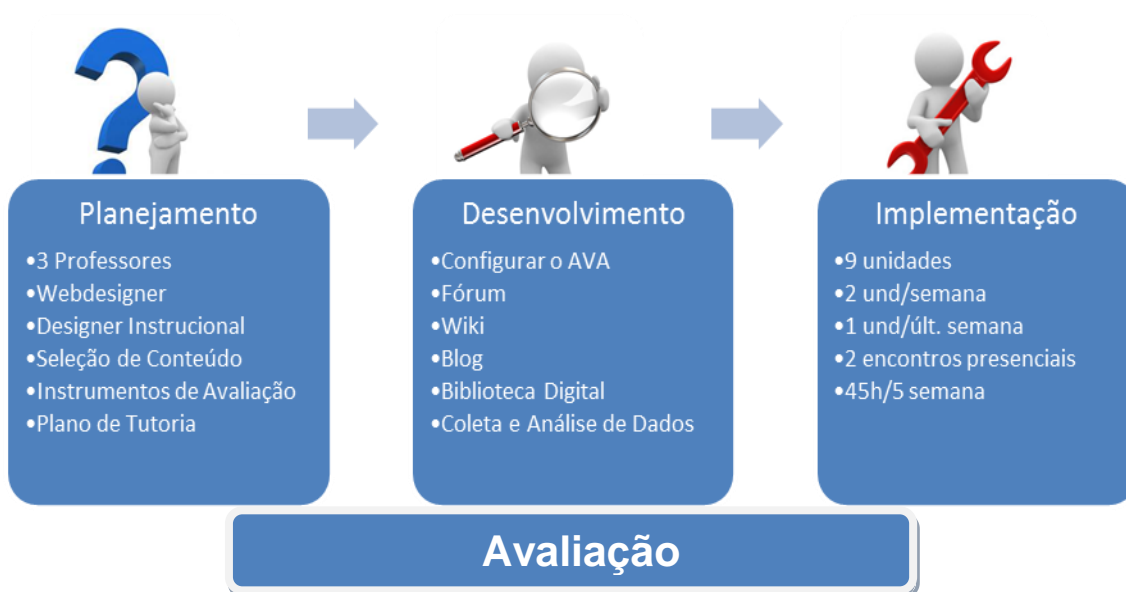 Planejamento
•3 Professores
•Webdesigner
•Designer Instrucional
•Seleção de Conteúdo
•Instrumentos de Avaliação
•Plano de Tutoria
Desenvolvimento
•Configurar o AVA
•Fórum
•Wiki
•Blog
•Biblioteca Digital
•Coleta e Análise de Dados
Implementação
•9 unidades
•2 und/semana
•1 und/últ. semana
•2 encontros presenciais
•45h/5 semana
Avaliação